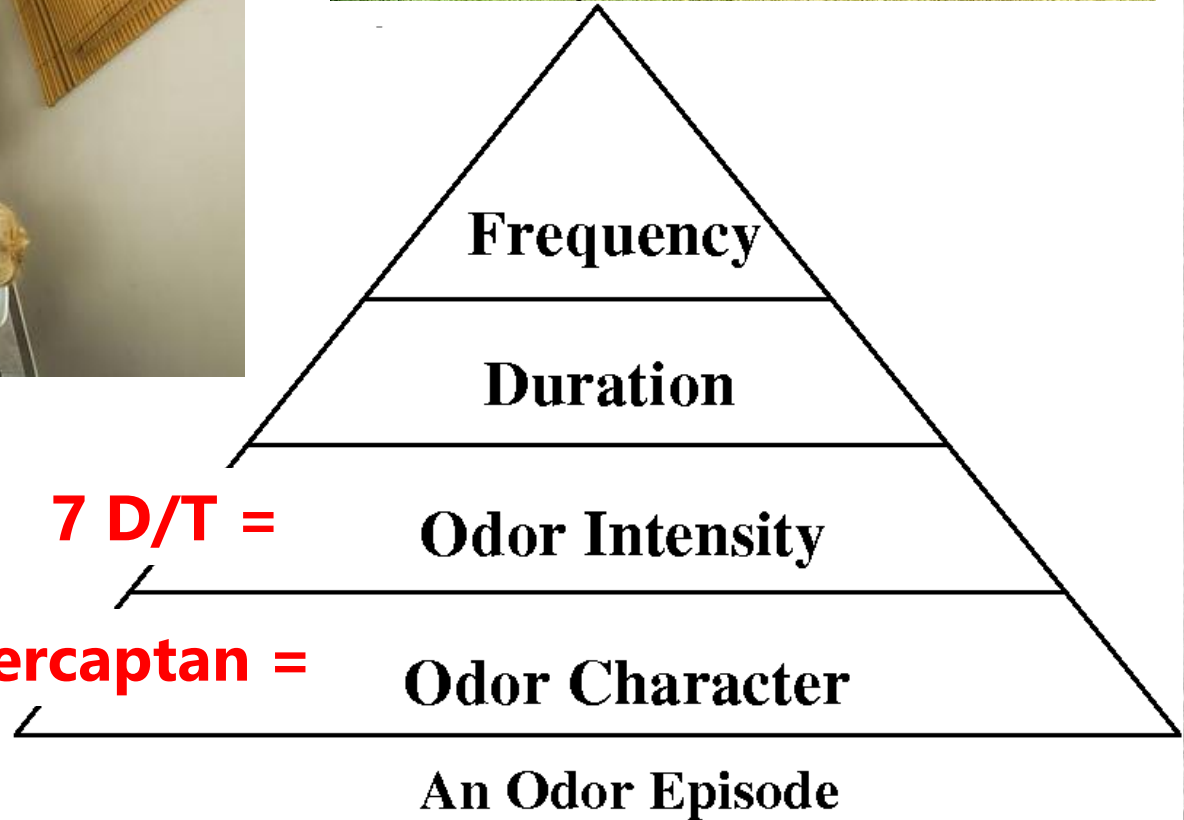 Frequency
Duration
7 D/T = Odor Intensity
ercaptan = Odor Character
An Odor Episode